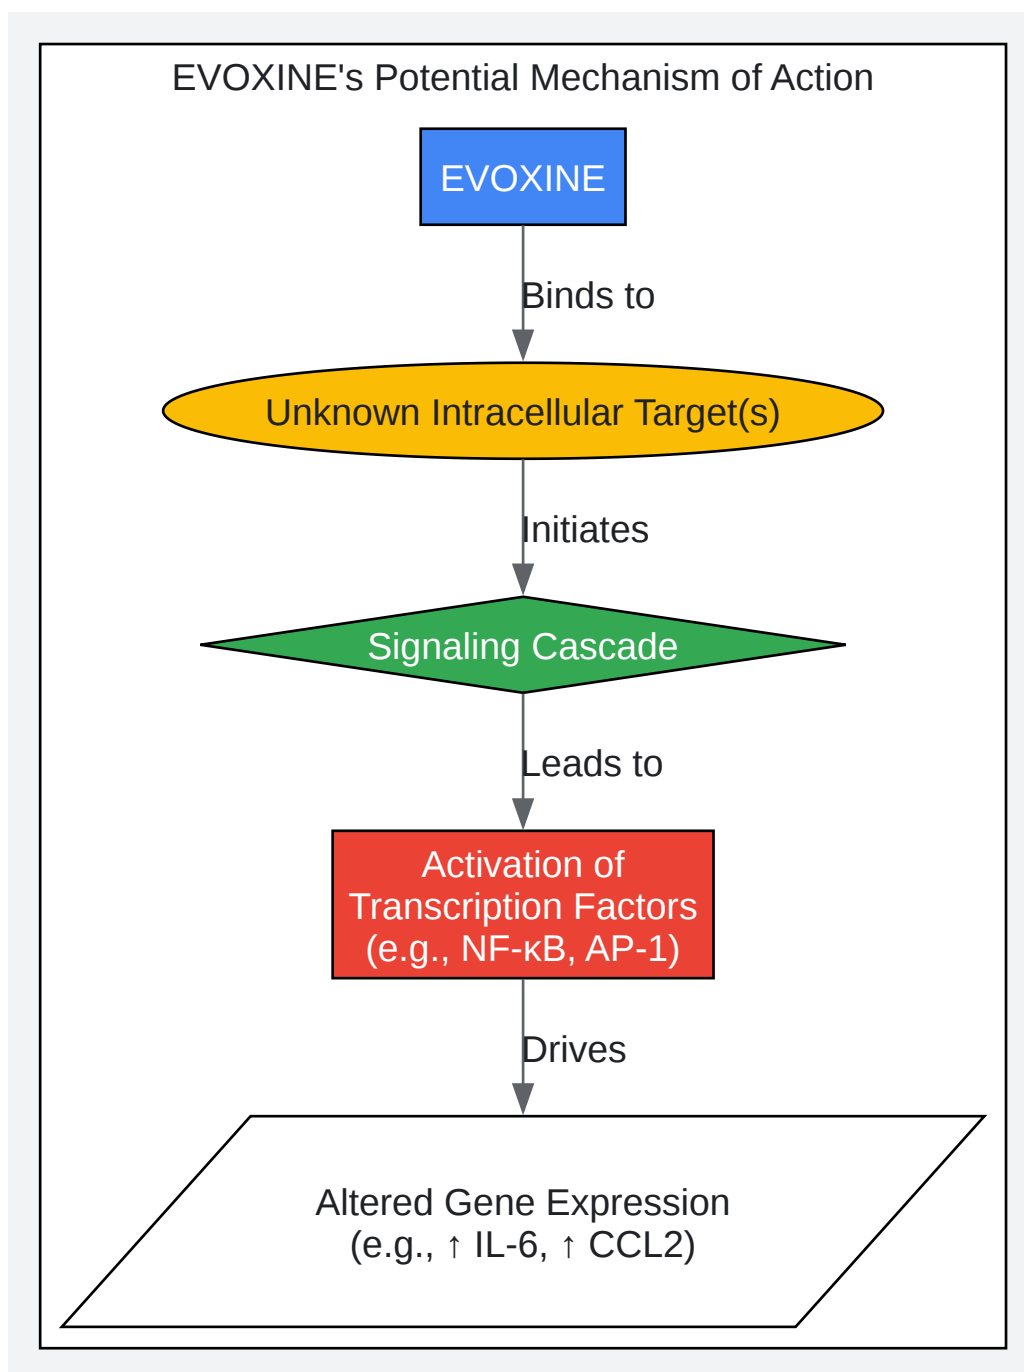 EVOXINE's Potential Mechanism of Action
EVOXINE
Binds to
Unknown Intracellular Target(s)
Initiates
Signaling Cascade
Leads to
Activation of
Transcription Factors
(e.g., NF-κB, AP-1)
Drives
Altered Gene Expression
(e.g., ↑ IL-6, ↑ CCL2)